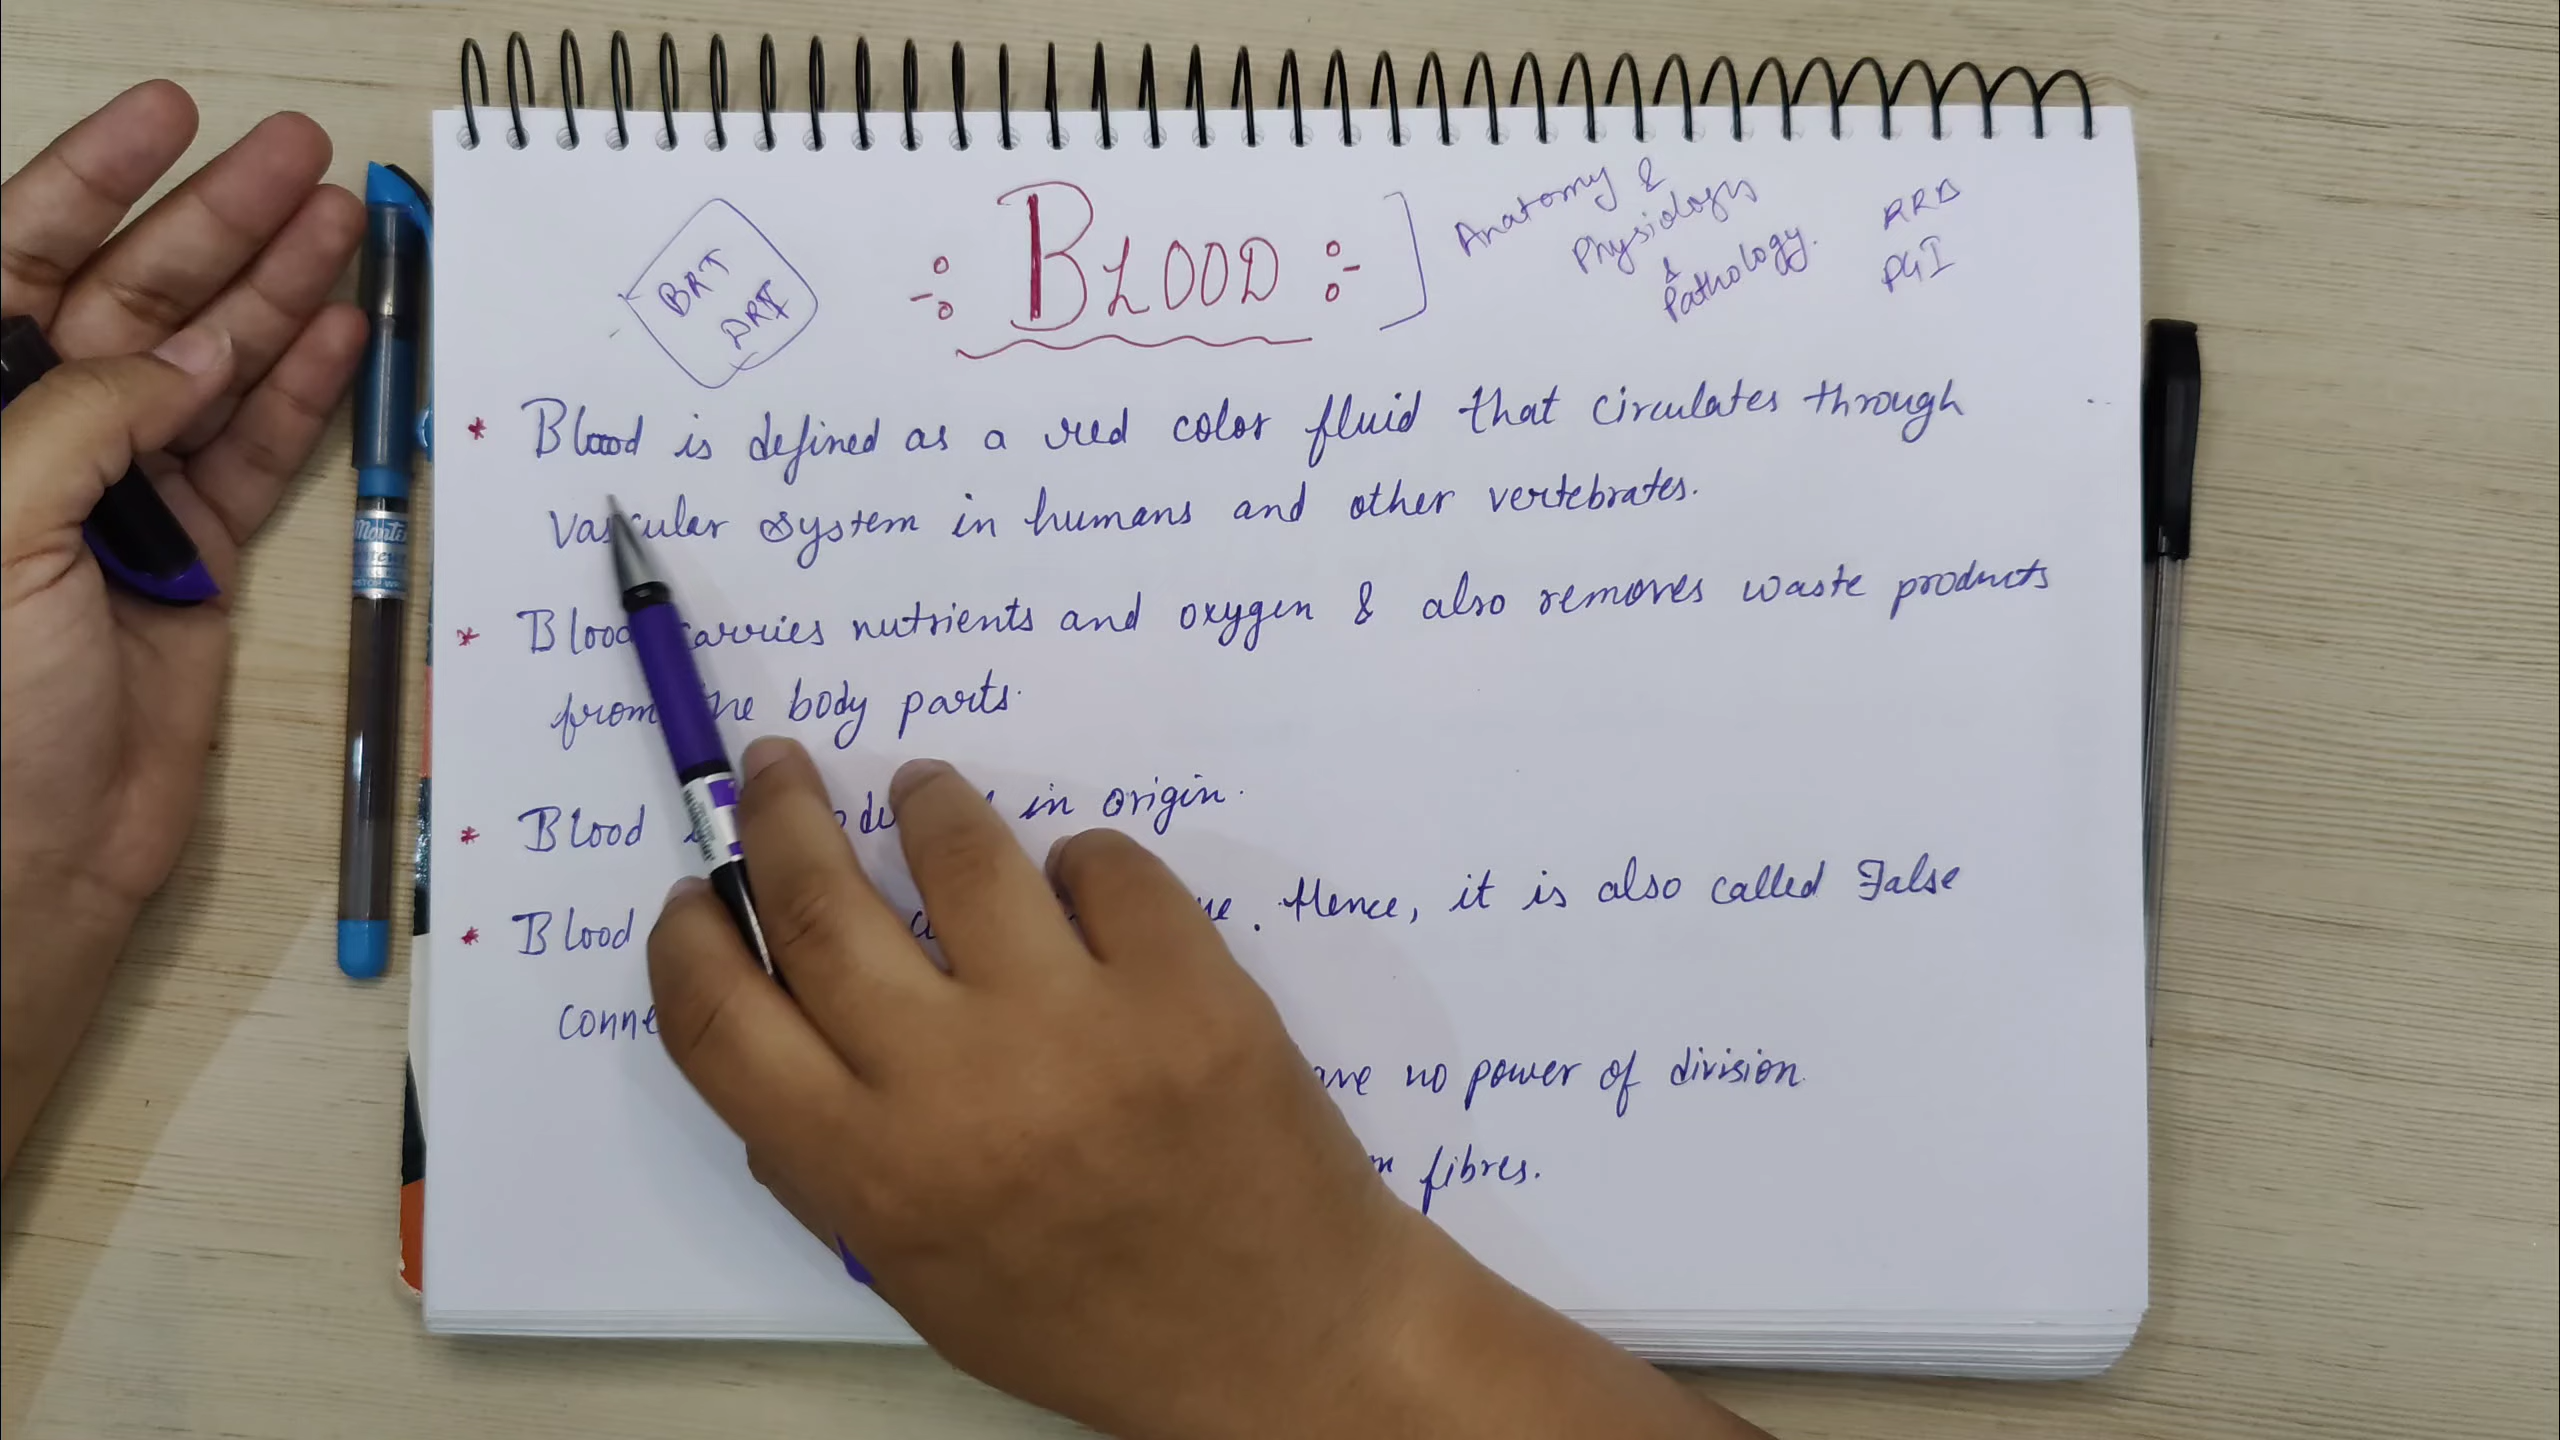 BRT
DRT
-: BLOOD :-
Anatomy &
Physiology
&
Pathology.
RRB
PGI
* Blood is defined as a red color fluid that circulates through
Vascular System in humans and other vertebrates.
* Blood carries nutrients and oxygen & also removes waste products
from the body parts.
* Blood in origin.
* Blood . Hence, it is also called False
no power of division.
fibres.